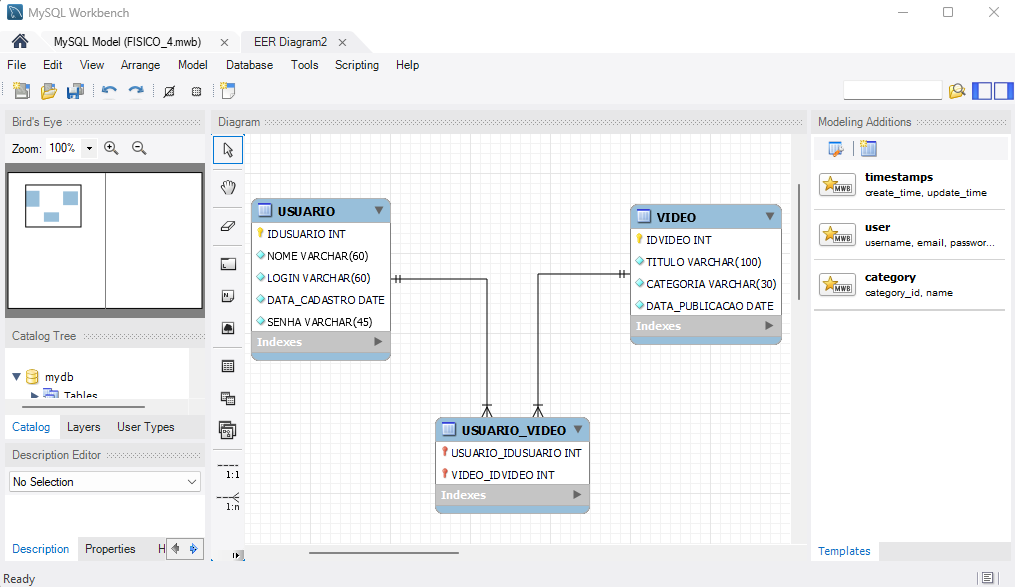 MySQL Workbench
MySQL Model (FISICO_4.mwb) EER Diagram2
File Edit View Arrange Model Database Tools Scripting Help
Bird's Eye
Zoom: 100%
Catalog Tree
mydb
Tables
Catalog Layers User Types
Description Editor
No Selection
Description Properties H
Diagram
1:1
1:n
USUARIO
IDUSUARIO INT
NOME VARCHAR(60)
LOGIN VARCHAR(60)
DATA_CADASTRO DATE
SENHA VARCHAR(45)
Indexes
VIDEO
IDVIDEO INT
TITULO VARCHAR(100)
CATEGORIA VARCHAR(30)
DATA_PUBLICACAO DATE
Indexes
USUARIO_VIDEO
USUARIO_IDUSUARIO INT
VIDEO_IDVIDEO INT
Indexes
Modeling Additions
MWB
timestamps
create_time, update_time
MWB
user
username, email, passwor...
MWB
category
category_id, name
Templates
Ready